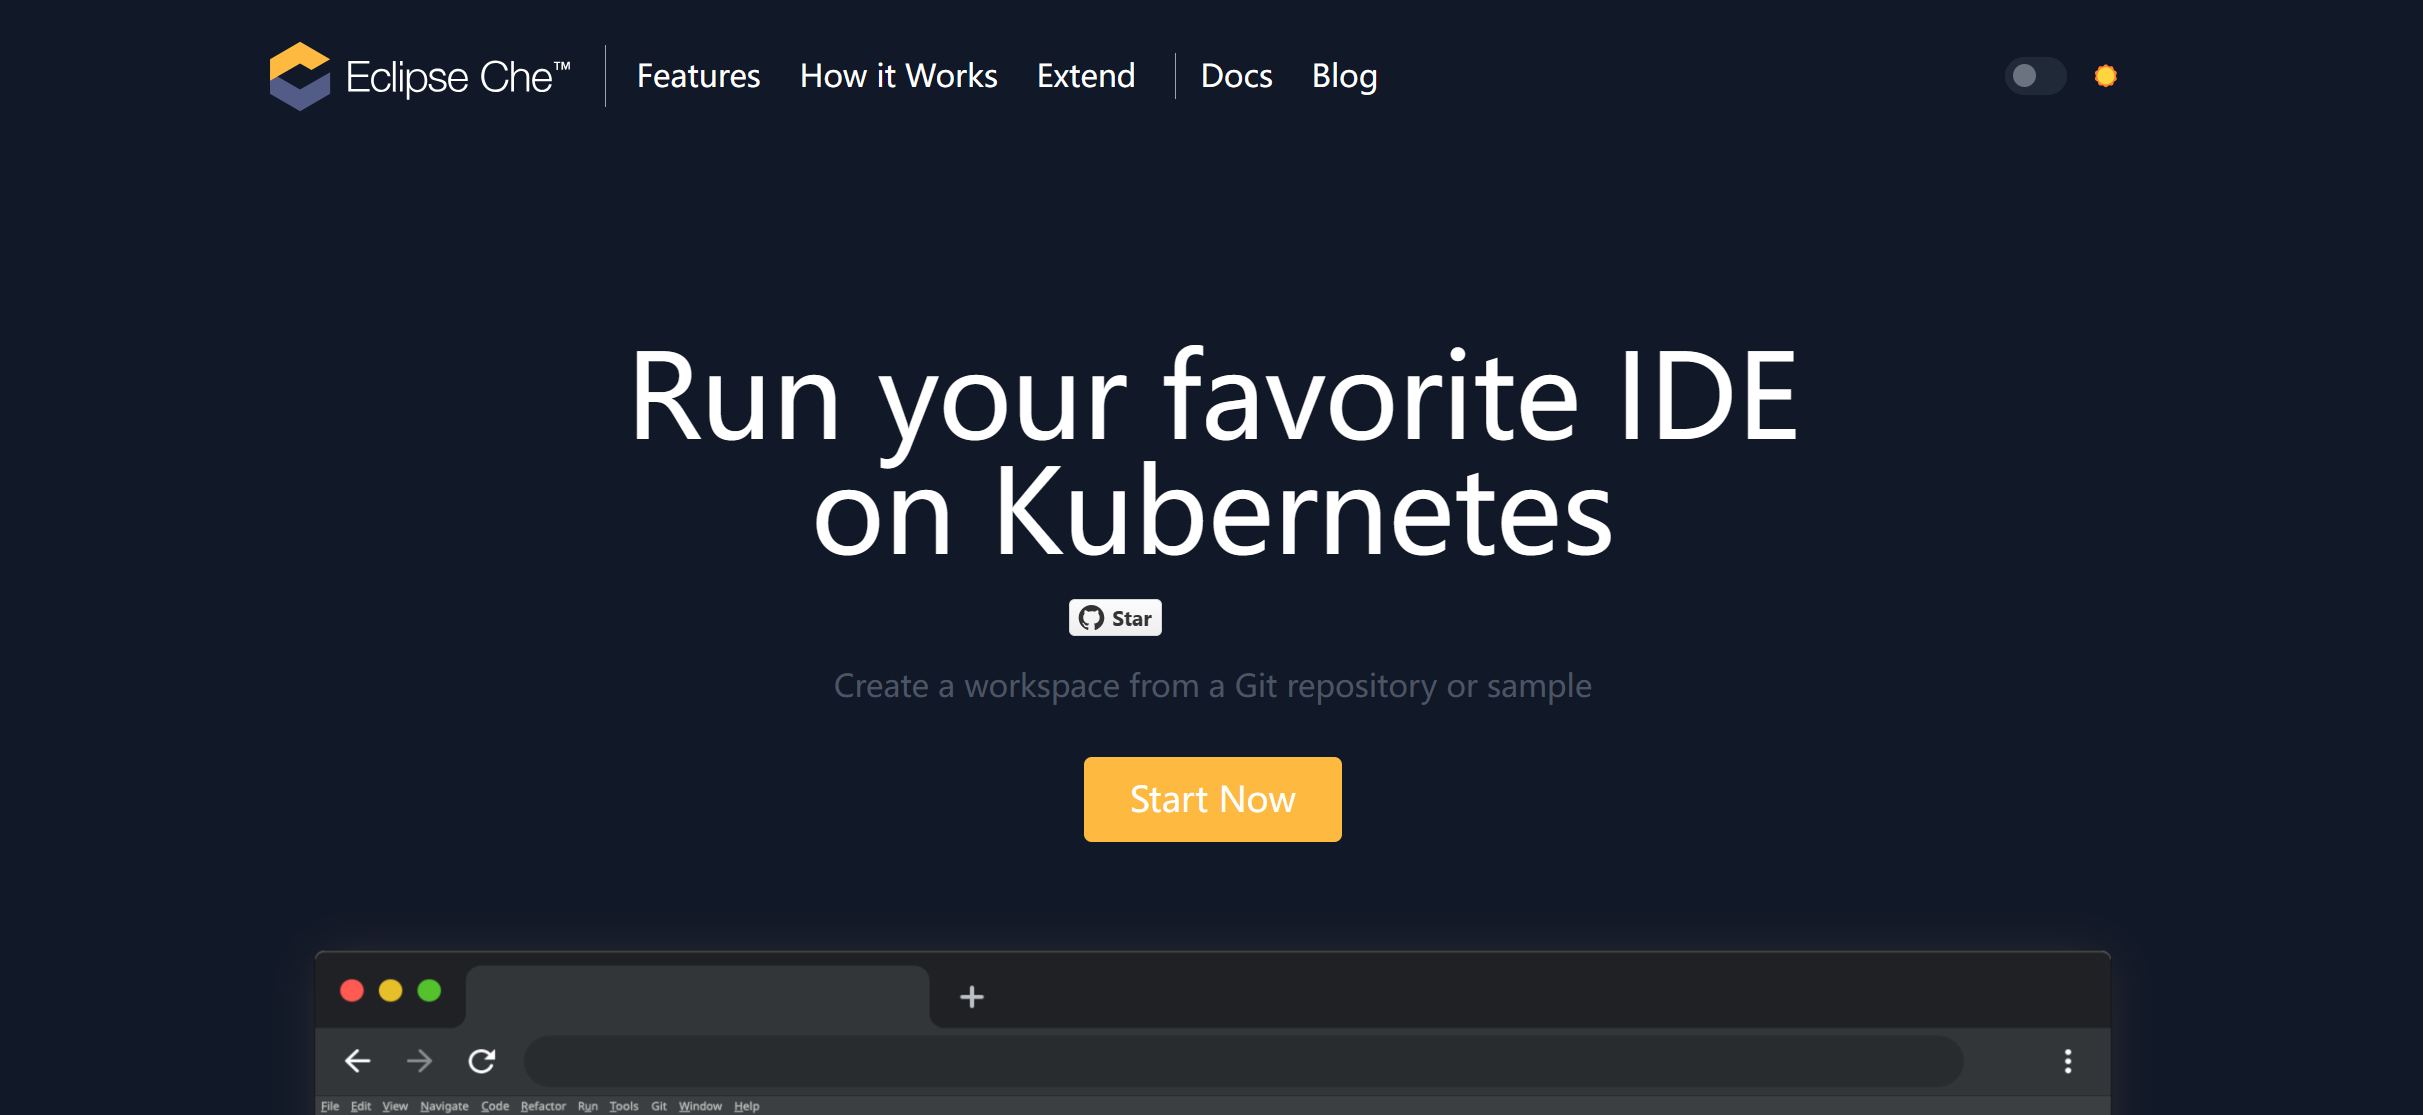 Eclipse Che™
Features How it Works Extend Docs Blog
Run your favorite IDE
on Kubernetes
Star
Create a workspace from a Git repository or sample
Start Now
File Edit View Navigate Code Refactor Run Tools Git Window Help